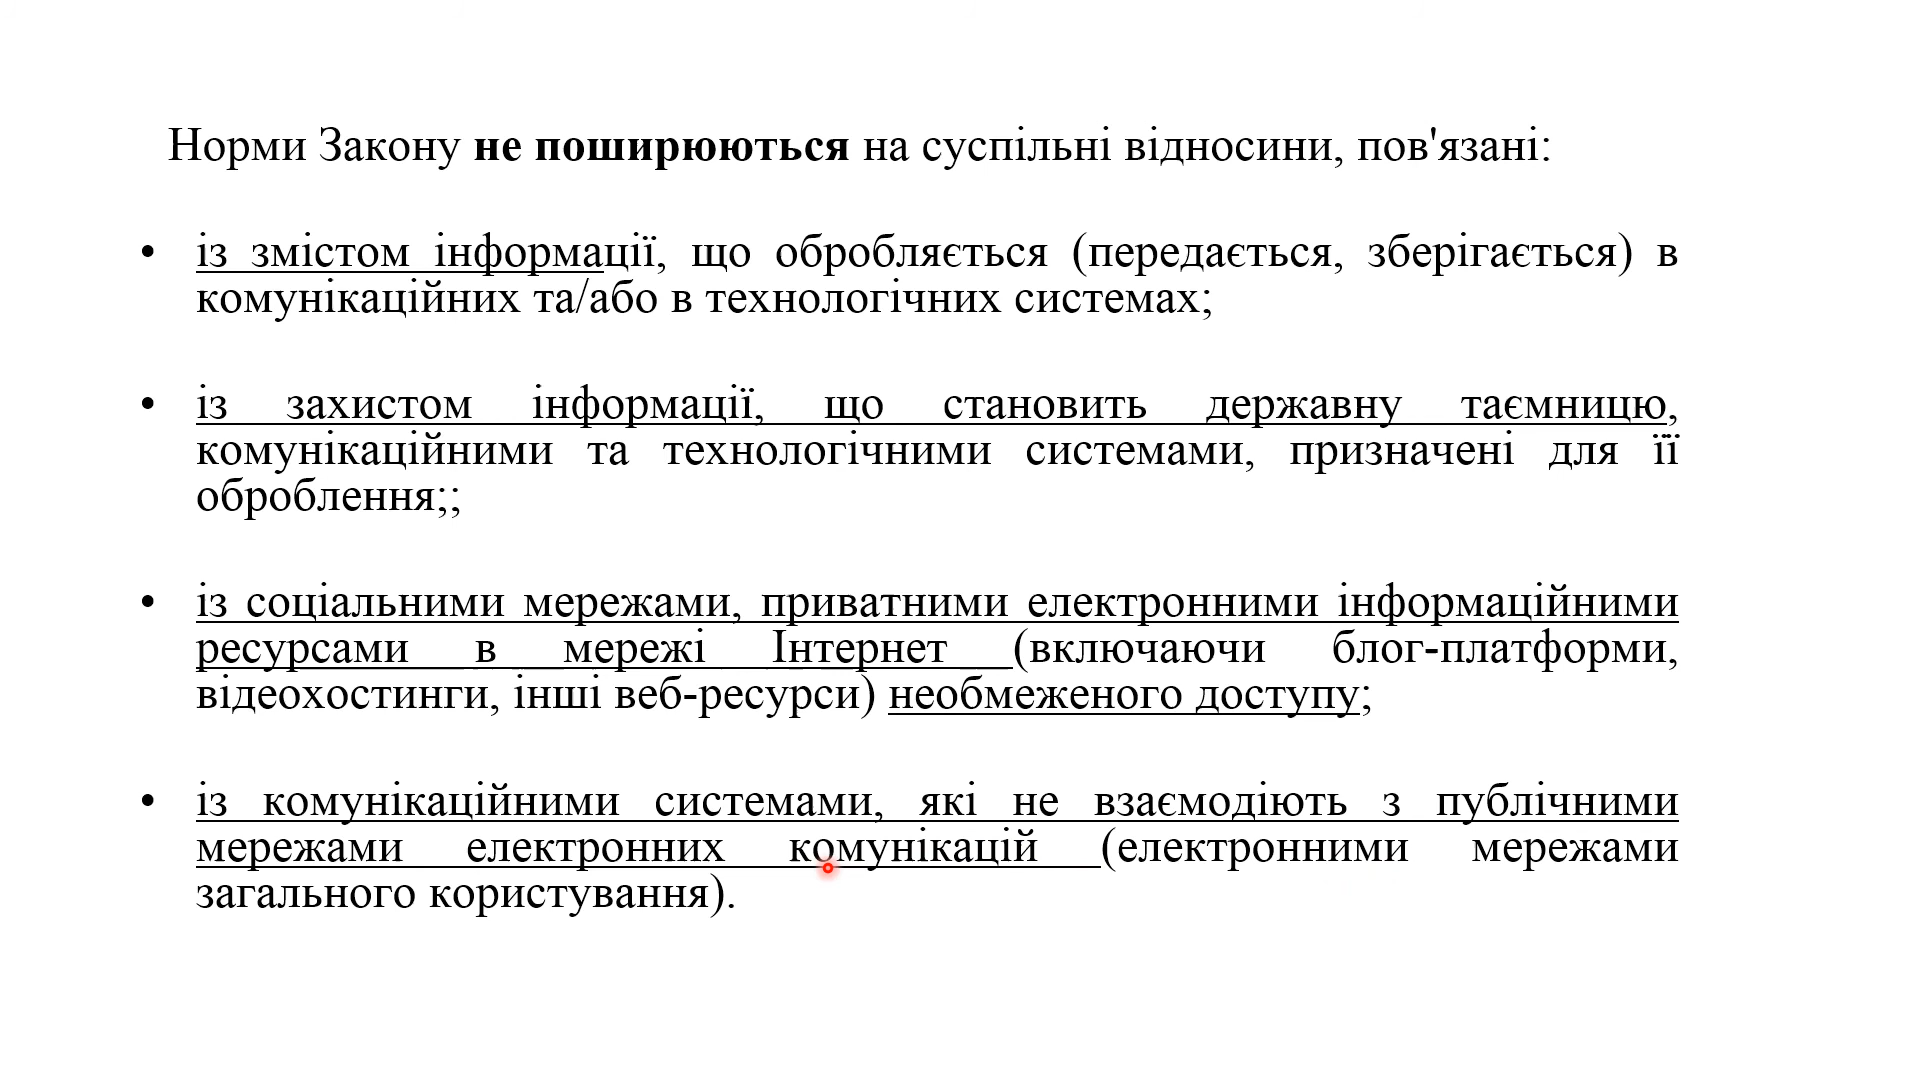 Норми Закону не поширюються на суспільні відносини, пов'язані:
• із змістом інформації, що обробляється (передається, зберігається) в
комунікаційних та/або в технологічних системах;
• із захистом інформації, що становить державну таємницю,
комунікаційними та технологічними системами, призначені для її
оброблення;;
• із соціальними мережами, приватними електронними інформаційними
ресурсами в мережі Інтернет (включаючи блог-платформи,
відеохостинги, інші веб-ресурси) необмеженого доступу;
• із комунікаційними системами, які не взаємодіють з публічними
мережами електронних комунікацій (електронними мережами
загального користування).